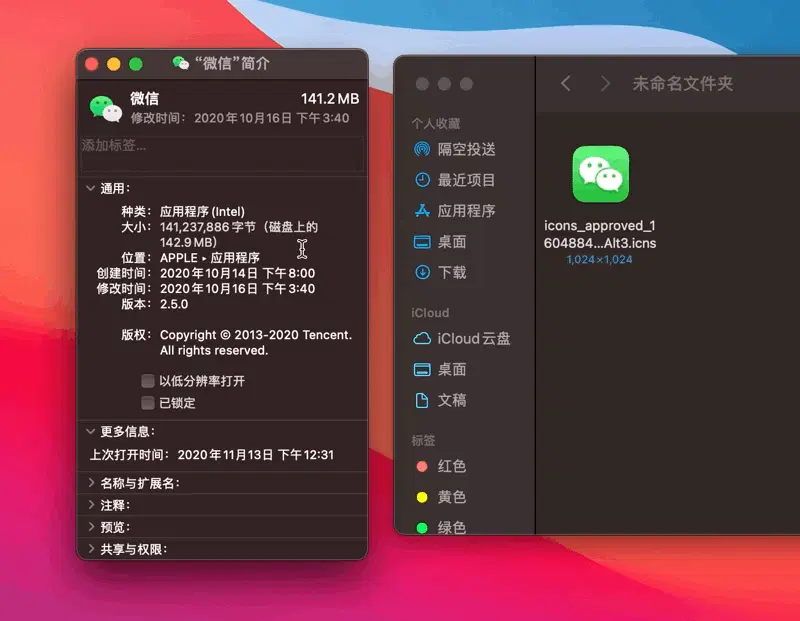 “微信”简介
微信
141.2 MB
修改时间：2020年10月16日 下午3:40
添加标签...
通用：
种类：应用程序 (Intel)
大小：141,237,886 字节（磁盘上的
142.9 MB）
位置：APPLE ▸ 应用程序
创建时间：2020年10月14日 下午8:00
修改时间：2020年10月16日 下午3:40
版本：2.5.0
版权：Copyright © 2013-2020 Tencent.
All rights reserved.
以低分辨率打开
已锁定
更多信息：
上次打开时间：2020年11月13日 下午12:31
名称与扩展名：
注释：
预览：
共享与权限：
未命名文件夹
个人收藏
隔空投送
最近项目
应用程序
桌面
下载
iCloud
iCloud 云盘
桌面
文稿
标签
红色
黄色
绿色
icons_approved_1
604884...Alt3.icns
1,024×1,024